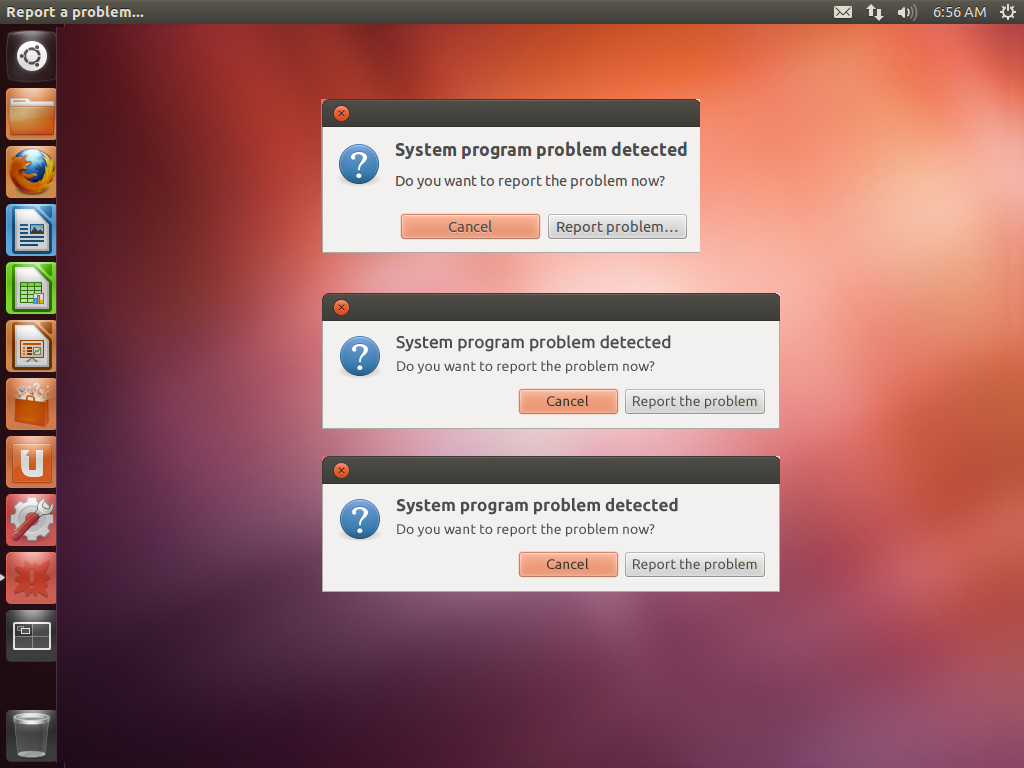 Report a problem...
6:56 AM
System program problem detected
Do you want to report the problem now?
Cancel
Report problem...
System program problem detected
Do you want to report the problem now?
Cancel
Report the problem
System program problem detected
Do you want to report the problem now?
Cancel
Report the problem